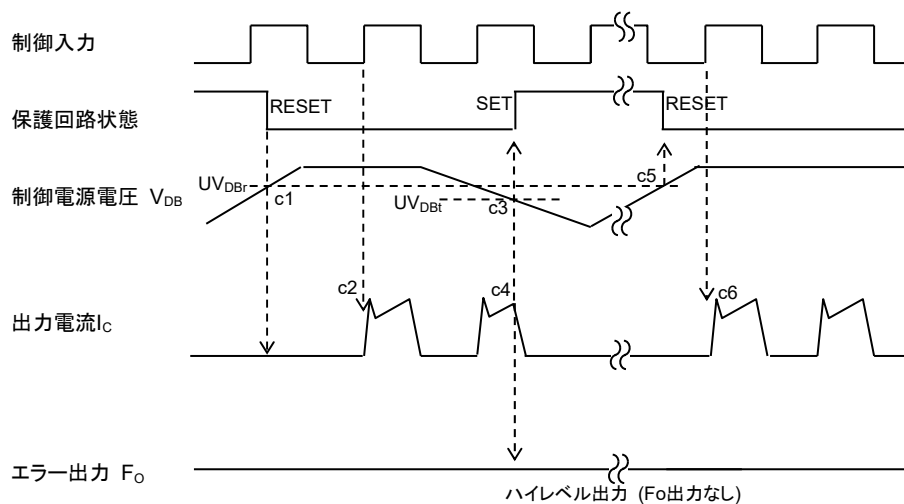 制御入力
保護回路状態
RESET
SET
RESET
制御電源電圧 VDB
UVDBr
c1
UVDBt
c3
c5
出力電流IC
c2
c4
c6
エラー出力 FO
ハイレベル出力 (Fo出力なし)